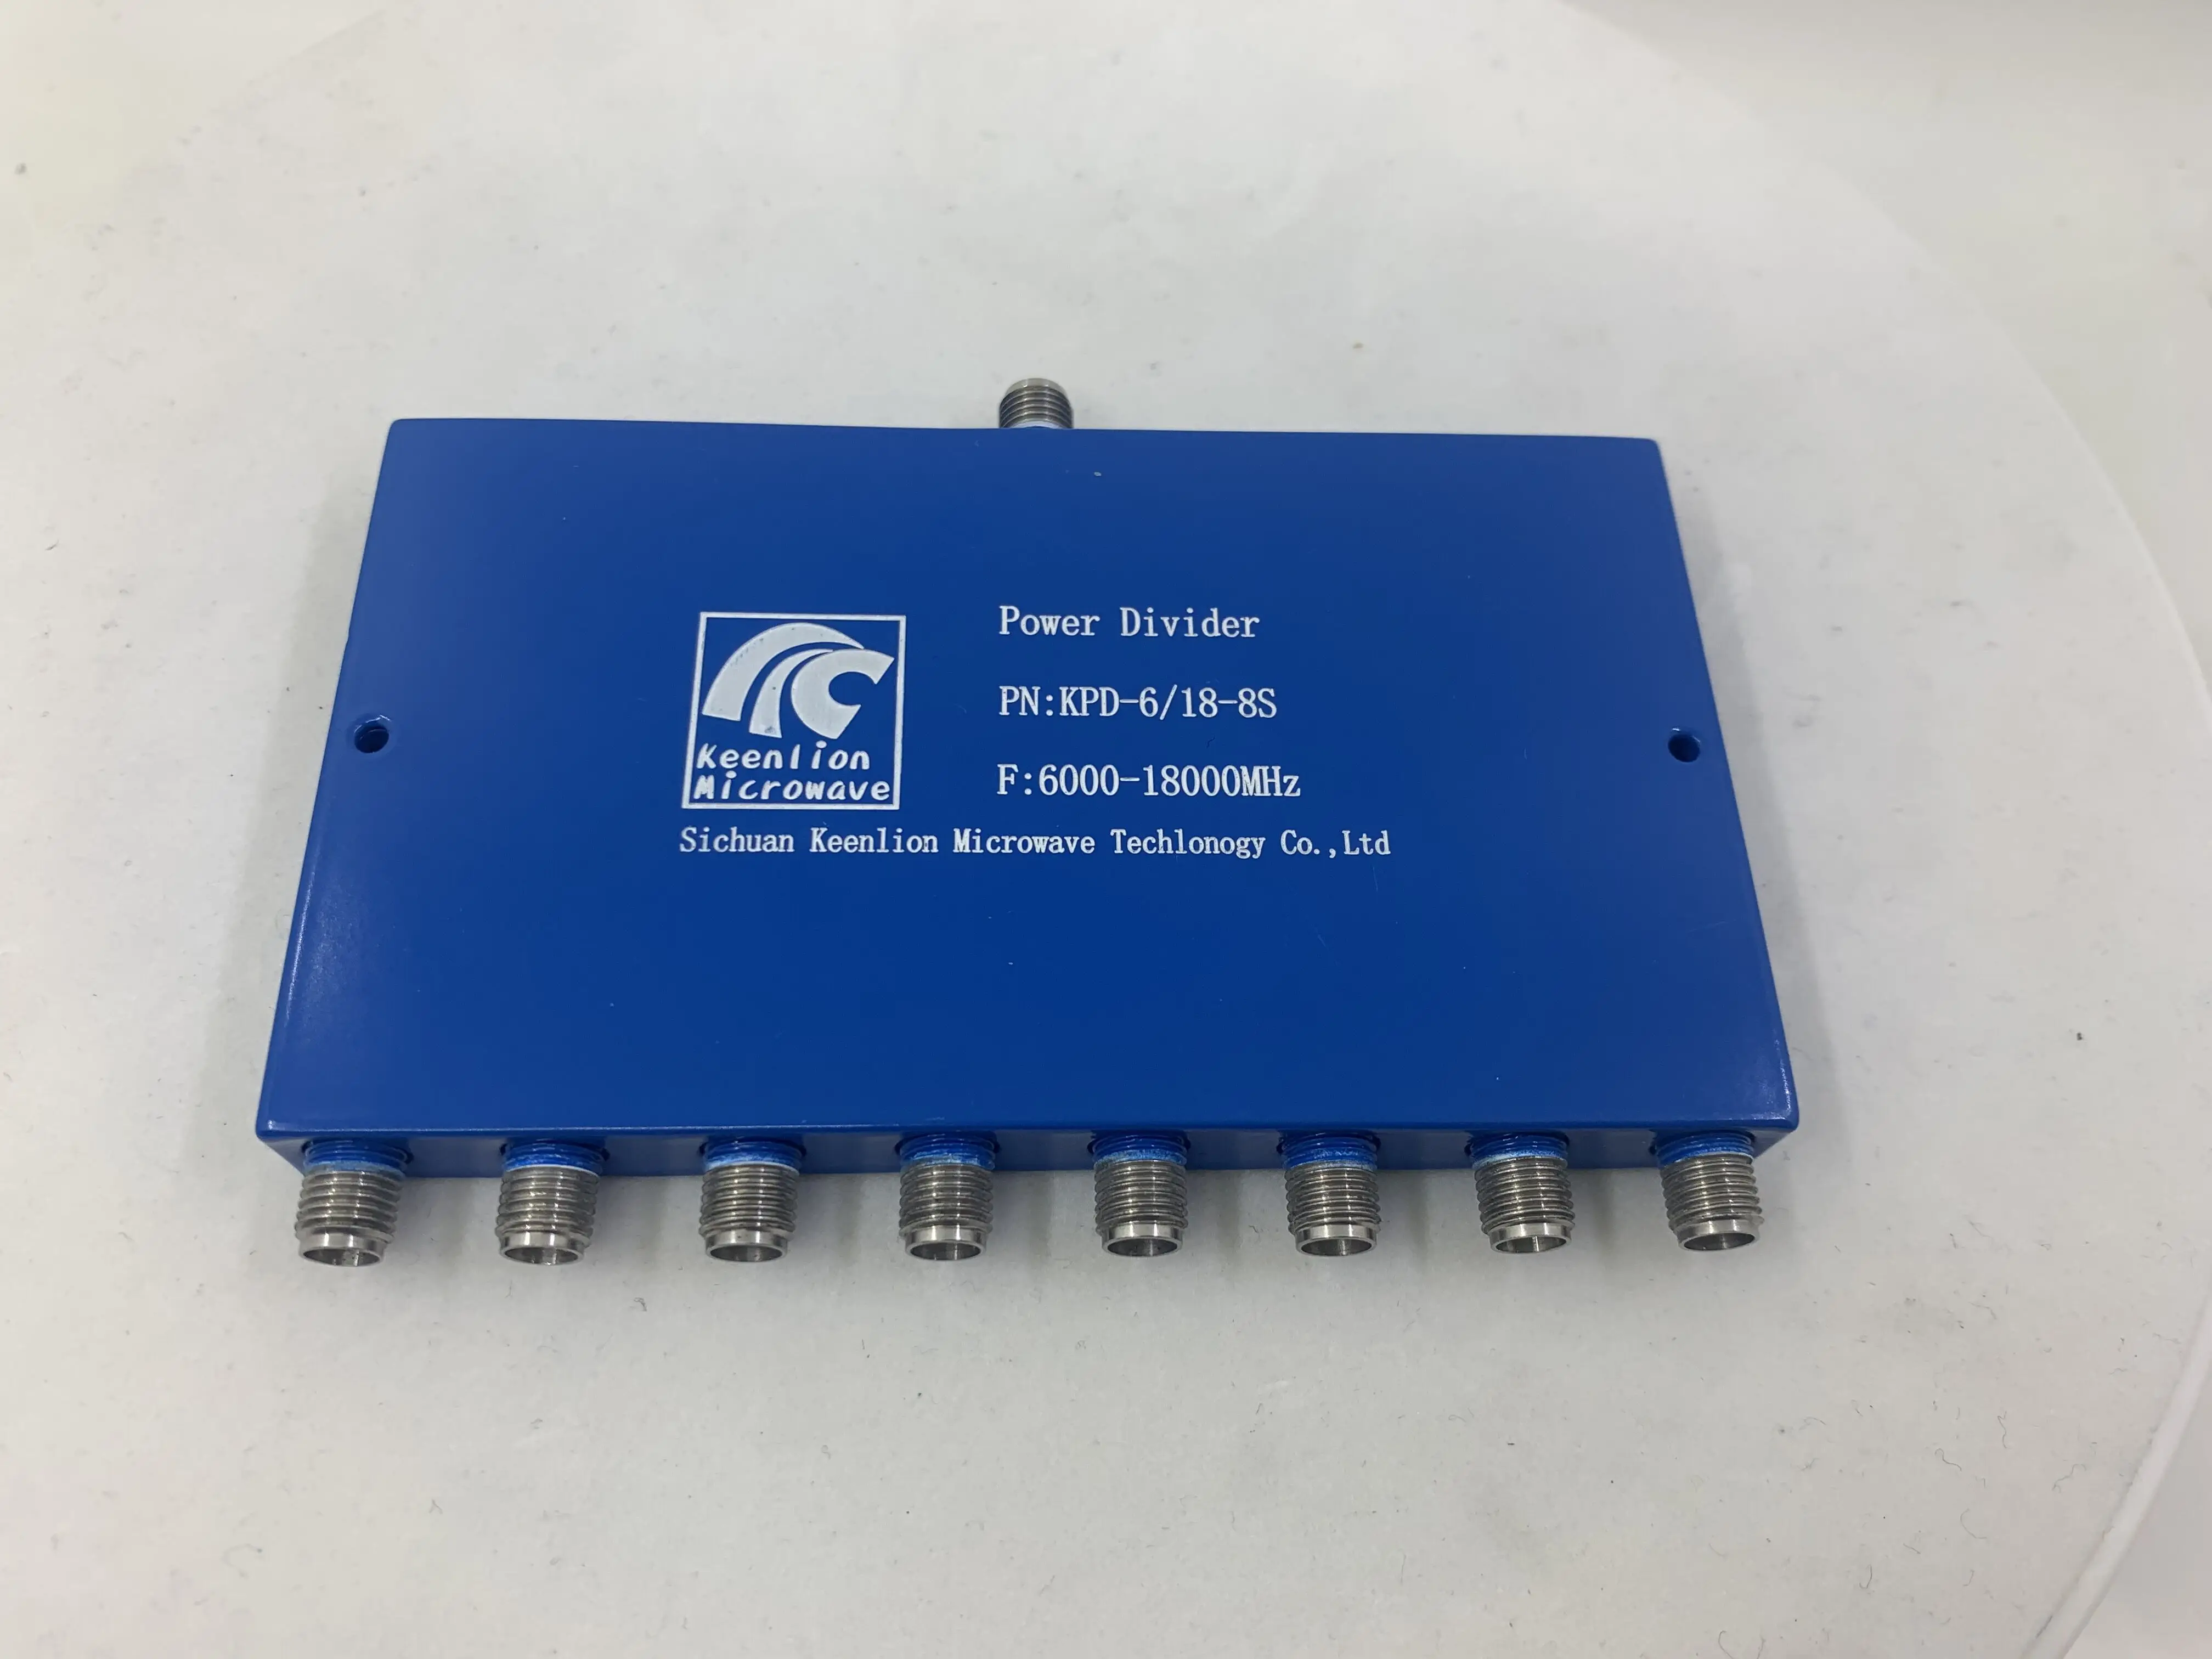 Power Divider
PN:KPD-6/18-8S
F:6000-18000MHz
Keenlion
Microwave
Sichuan Keenlion Microwave Techlonogy Co.,Ltd